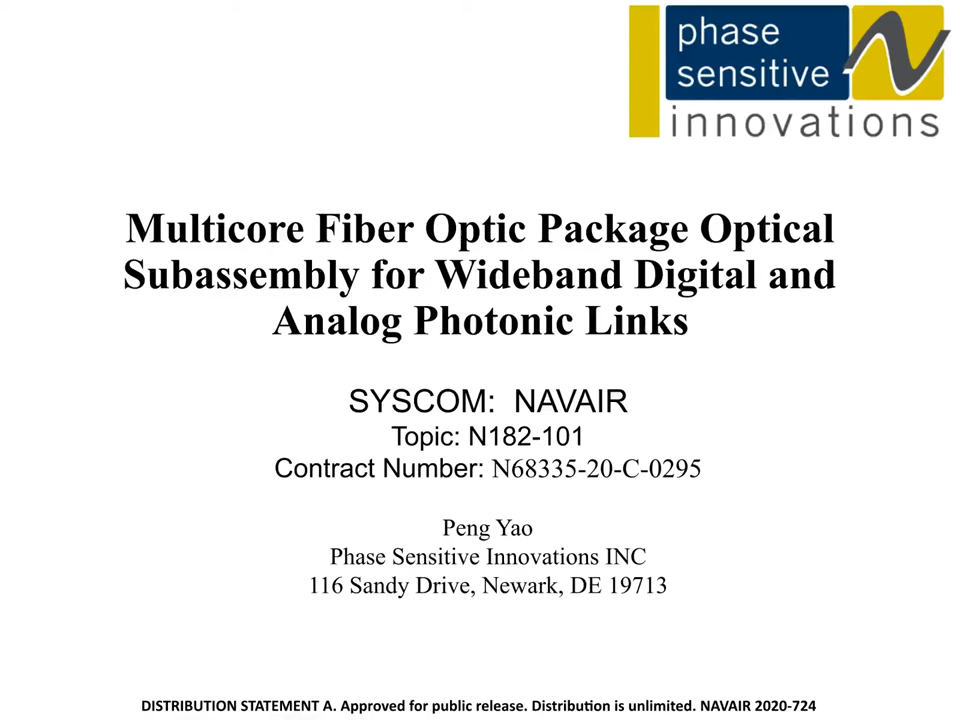 phase
sensitive
innovations
Multicore Fiber Optic Package Optical
Subassembly for Wideband Digital and
Analog Photonic Links
SYSCOM: NAVAIR
Topic: N182-101
Contract Number: N68335-20-C-0295
Peng Yao
Phase Sensitive Innovations INC
116 Sandy Drive, Newark, DE 19713
DISTRIBUTION STATEMENT A. Approved for public release. Distribution is unlimited. NAVAIR 2020-724